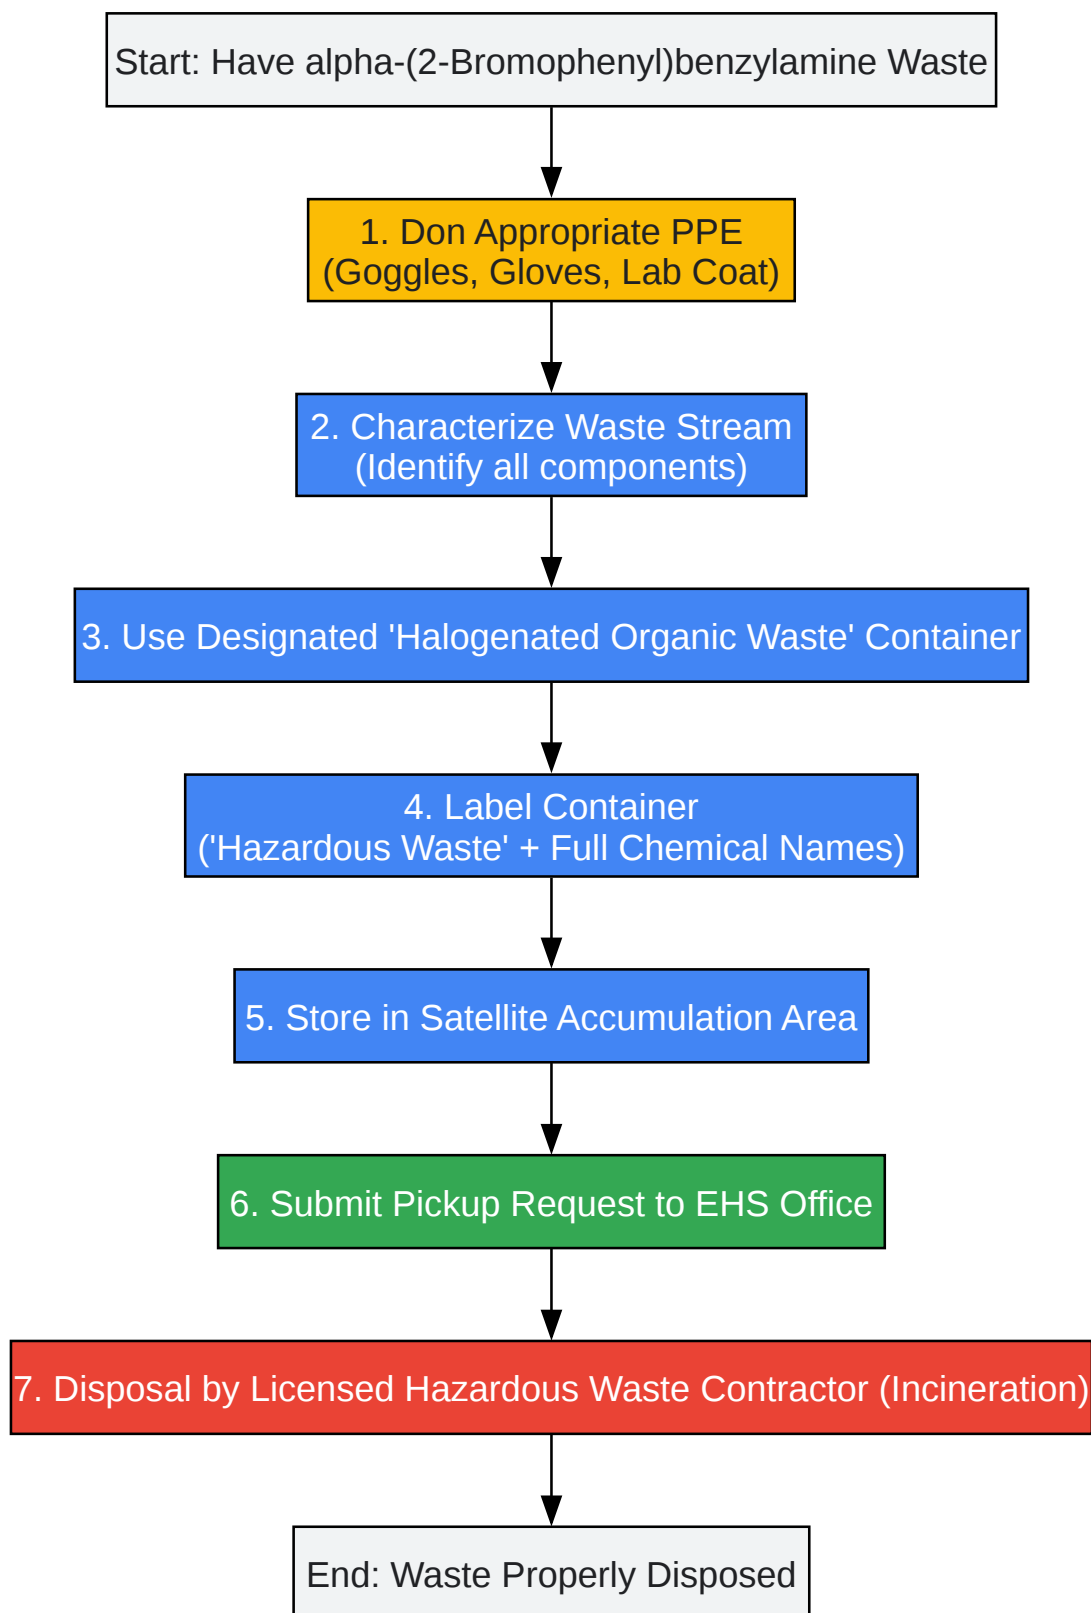 Start: Have alpha-(2-Bromophenyl)benzylamine Waste
1. Don Appropriate PPE
(Goggles, Gloves, Lab Coat)
2. Characterize Waste Stream
(Identify all components)
3. Use Designated 'Halogenated Organic Waste' Container
4. Label Container
('Hazardous Waste' + Full Chemical Names)
5. Store in Satellite Accumulation Area
6. Submit Pickup Request to EHS Office
7. Disposal by Licensed Hazardous Waste Contractor (Incineration)
End: Waste Properly Disposed